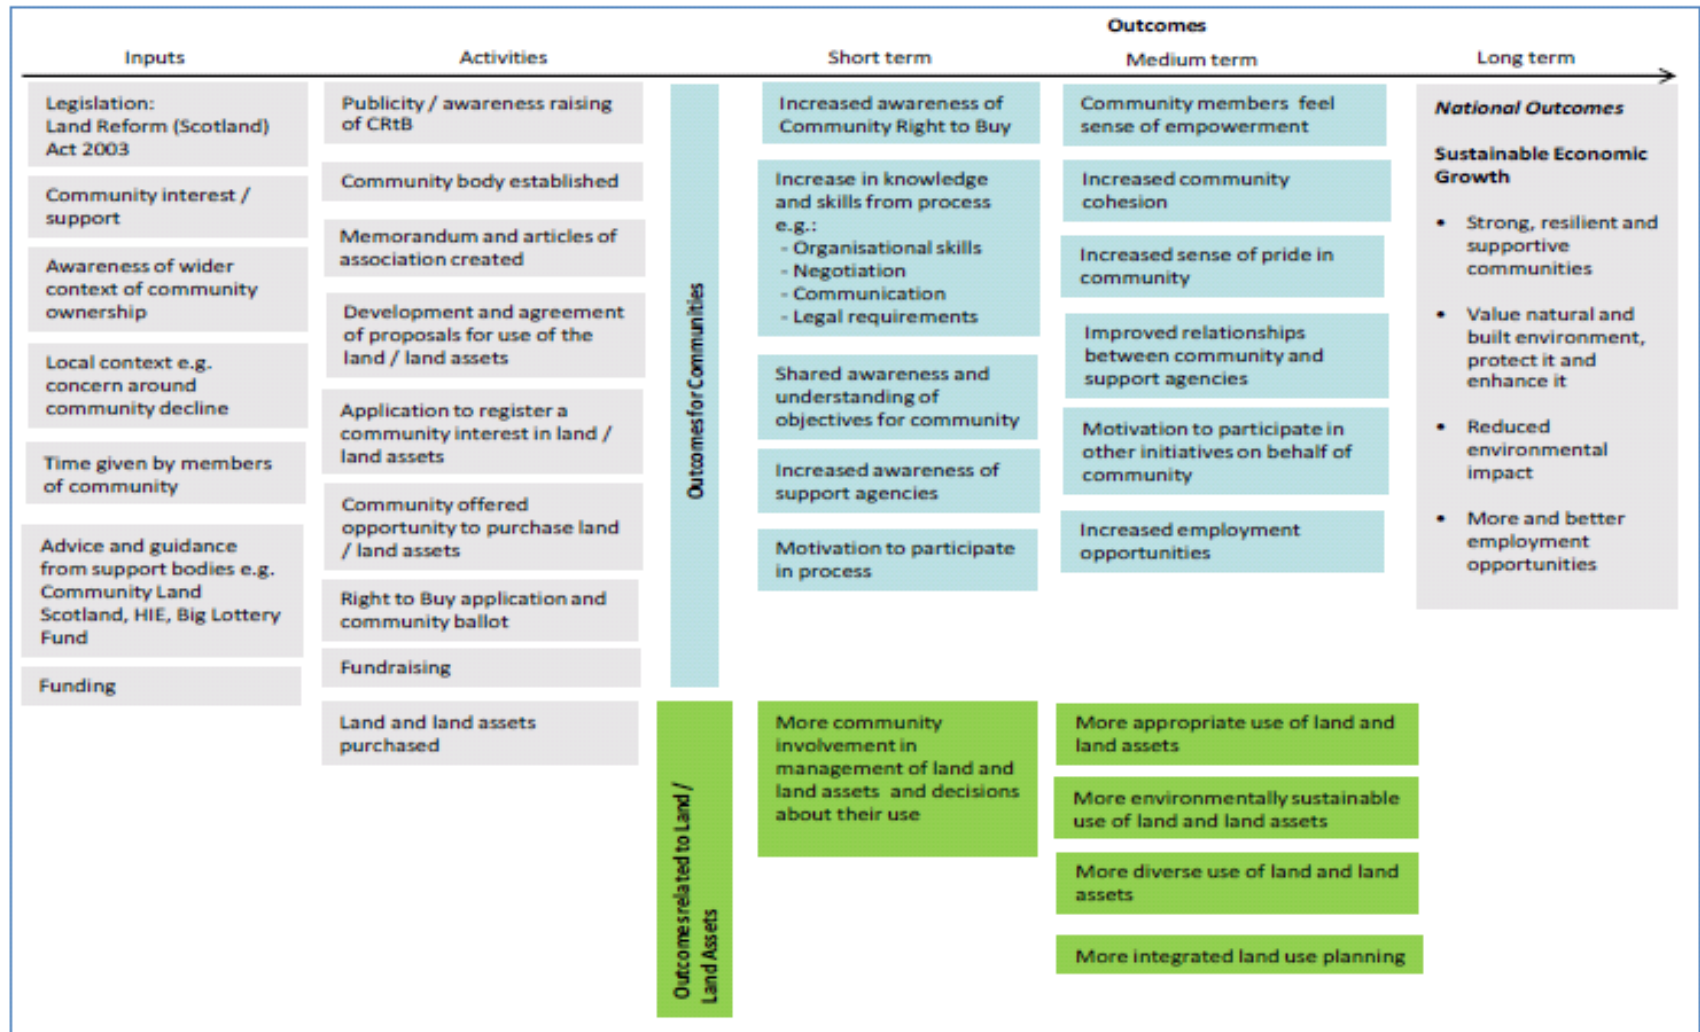 Outcomes
Inputs
Activities
Short term
Medium term
Long term
Legislation:
Land Reform (Scotland)
Act 2003
Community interest /
support
Awareness of wider
context of community
ownership
Local context e.g.
concern around
community decline
Time given by members
of community
Advice and guidance
from support bodies e.g.
Community Land
Scotland, HIE, Big Lottery
Fund
Funding
Publicity / awareness raising
of CRtB
Community body established
Memorandum and articles of
association created
Development and agreement
of proposals for use of the
land / land assets
Application to register a
community interest in land /
land assets
Community offered
opportunity to purchase land
/ land assets
Right to Buy application and
community ballot
Fundraising
Land and land assets
purchased
Outcomes for Communities
Increased awareness of
Community Right to Buy
Increase in knowledge
and skills from process
e.g.:
- Organisational skills
- Negotiation
- Communication
- Legal requirements
Shared awareness and
understanding of
objectives for community
Increased awareness of
support agencies
Motivation to participate
in process
Community members feel
sense of empowerment
Increased community
cohesion
Increased sense of pride in
community
Improved relationships
between community and
support agencies
Motivation to participate in
other initiatives on behalf of
community
Increased employment
opportunities
National Outcomes
Sustainable Economic
Growth
• Strong, resilient and
supportive
communities
• Value natural and
built environment,
protect it and
enhance it
• Reduced
environmental
impact
• More and better
employment
opportunities
Outcomes related to Land /
Land Assets
More community
involvement in
management of land and
land assets and decisions
about their use
More appropriate use of land and
land assets
More environmentally sustainable
use of land and land assets
More diverse use of land and land
assets
More integrated land use planning